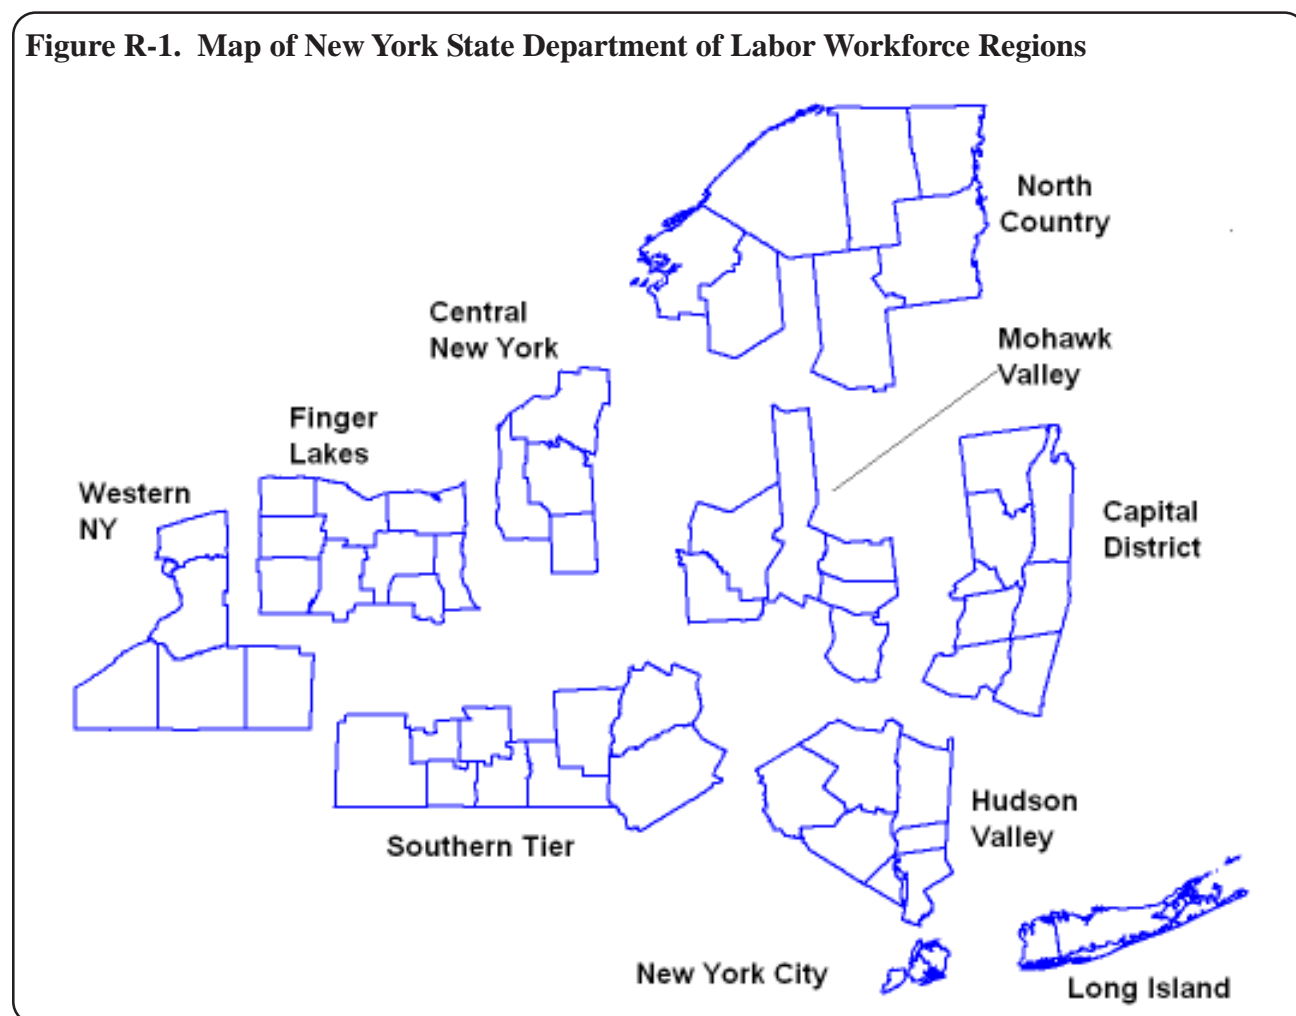 Figure R-1. Map of New York State Department of Labor Workforce Regions
North
Country
Central
New York
Mohawk
Valley
Finger
Lakes
Western
NY
Capital
District
Hudson
Valley
Southern Tier
New York City
Long Island